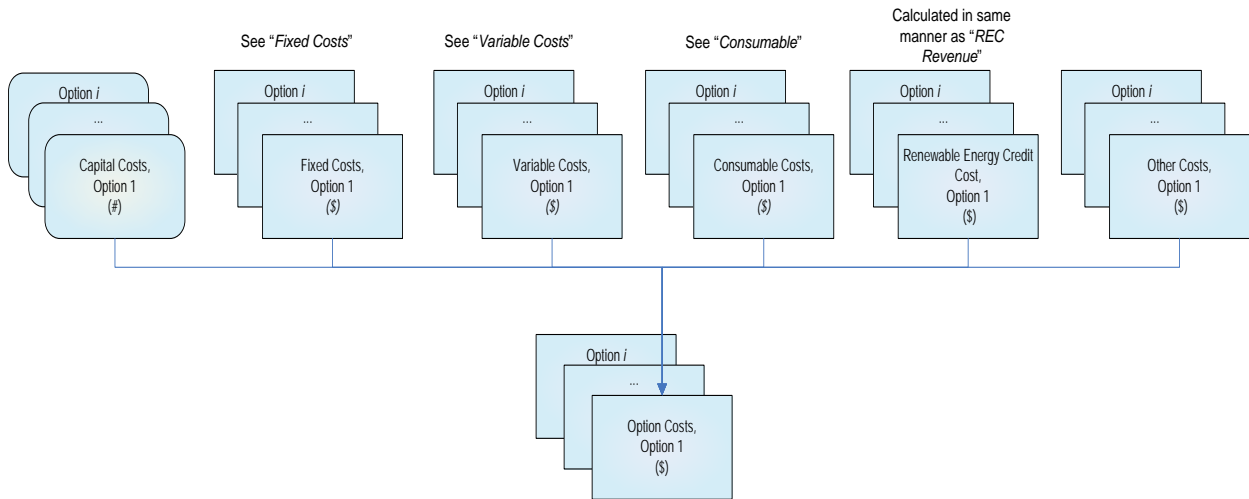 See “Fixed Costs”
See “Variable Costs”
See “Consumable”
Calculated in same
manner as “REC
Revenue”
Option i
...
Capital Costs,
Option 1
(#)
Option i
...
Fixed Costs,
Option 1
($)
Option i
...
Variable Costs,
Option 1
($)
Option i
...
Consumable Costs,
Option 1
($)
Option i
...
Renewable Energy Credit
Cost,
Option 1
($)
Option i
...
Other Costs,
Option 1
($)
Option i
...
Option Costs,
Option 1
($)